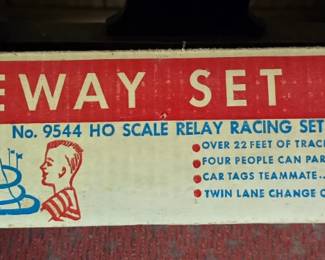 EWAY SET
No. 9544 HO SCALE RELAY RACING SET
OVER 22 FEET OF TRAC
FOUR PEOPLE CAN PAR
CAR TAGS TEAMMATE..
TWIN LANE CHANGE C